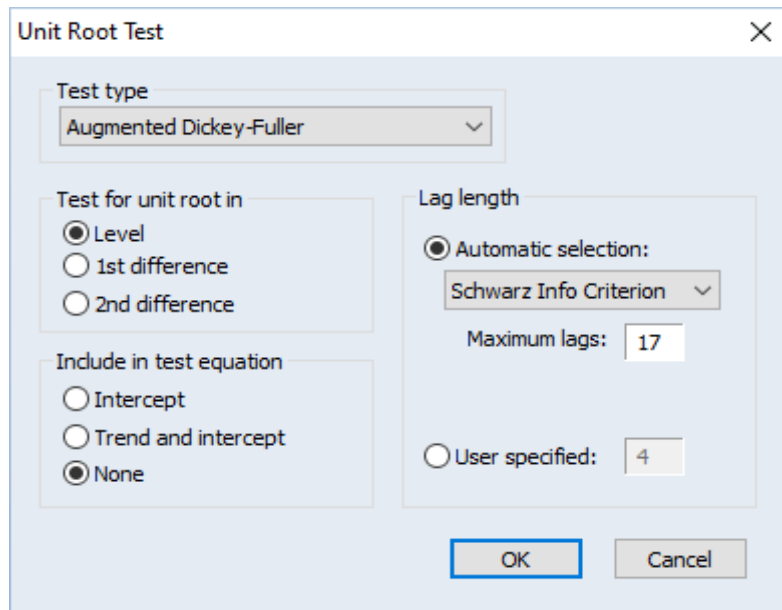 Unit Root Test
Test type
Augmented Dickey-Fuller
Test for unit root in
Level
1st difference
2nd difference
Include in test equation
Intercept
Trend and intercept
None
Lag length
Automatic selection:
Schwarz Info Criterion
Maximum lags: 17
User specified: 4
OK Cancel